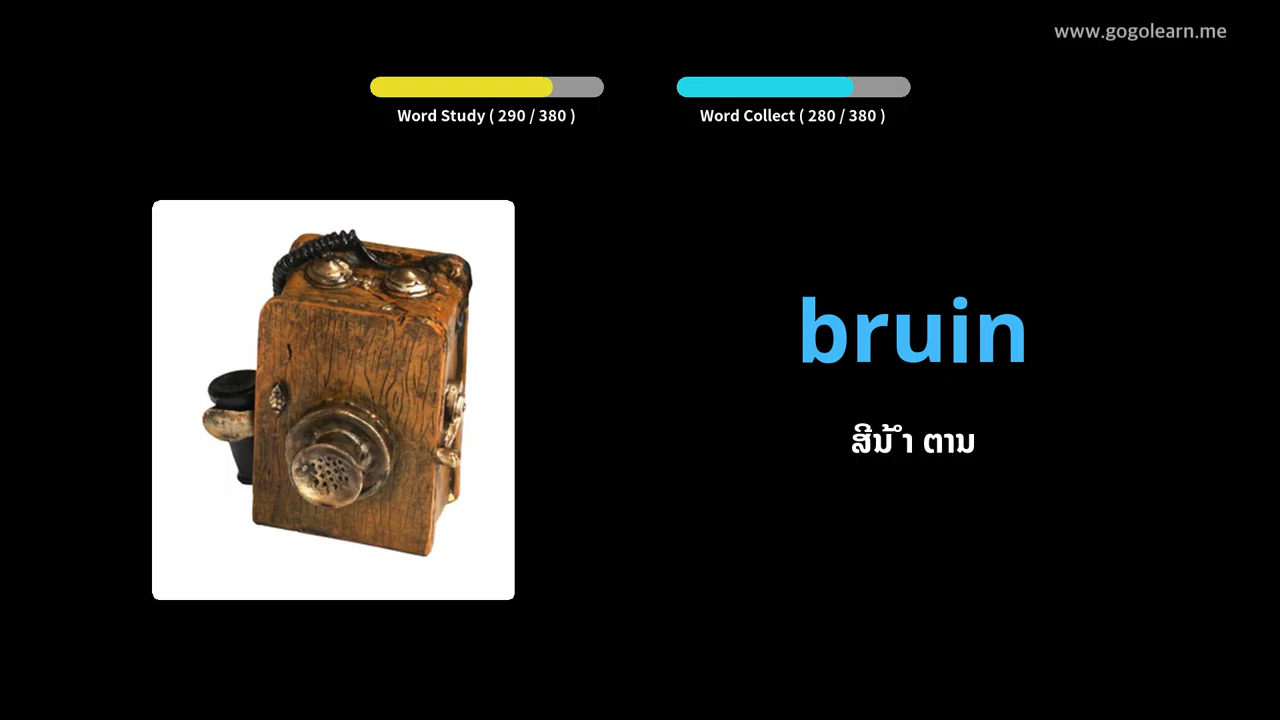 www.gogolearn.me
Word Study ( 290 / 380 )
Word Collect ( 280 / 380 )
bruin
ສີນ້ຳ ຕານ